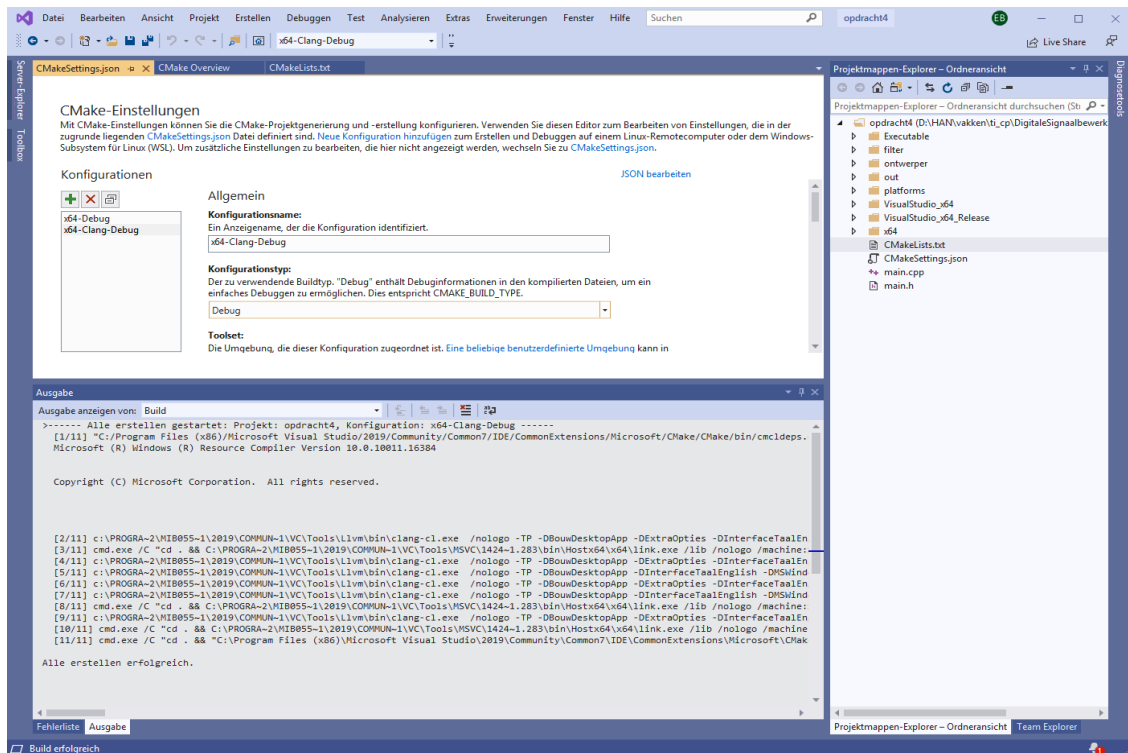 Datei Bearbeiten Ansicht Projekt Erstellen Debuggen Test Analysieren Extras Erweiterungen Fenster Hilfe Suchen opdracht4 EB
x64-Clang-Debug Live Share
Server-Explorer
Toolbox
CMakeSettings.json CMake Overview CMakeLists.txt
CMake-Einstellungen
Mit CMake-Einstellungen können Sie die CMake-Projektgenerierung und -erstellung konfigurieren. Verwenden Sie diesen Editor zum Bearbeiten von Einstellungen, die in der
zugrunde liegenden CMakeSettings.json Datei definiert sind. Neue Konfiguration hinzufügen zum Erstellen und Debuggen auf einem Linux-Remotecomputer oder dem Windows-
Subsystem für Linux (WSL). Um zusätzliche Einstellungen zu bearbeiten, die hier nicht angezeigt werden, wechseln Sie zu CMakeSettings.json.
Konfigurationen JSON bearbeiten
x64-Debug
x64-Clang-Debug
Allgemein
Konfigurationsname:
Ein Anzeigename, der die Konfiguration identifiziert.
x64-Clang-Debug
Konfigurationstyp:
Der zu verwendende Buildtyp. "Debug" enthält Debuginformationen in den kompilierten Dateien, um ein
einfaches Debuggen zu ermöglichen. Dies entspricht CMAKE_BUILD_TYPE.
Debug
Toolset:
Die Umgebung, die dieser Konfiguration zugeordnet ist. Eine beliebige benutzerdefinierte Umgebung kann in
Ausgabe
Ausgabe anzeigen von: Build
>------ Alle erstellen gestartet: Projekt: opdracht4, Konfiguration: x64-Clang-Debug ------
[1/11] "C:/Program Files (x86)/Microsoft Visual Studio/2019/Community/Common7/IDE/CommonExtensions/Microsoft/CMake/CMake/bin/cmcldeps.
Microsoft (R) Windows (R) Resource Compiler Version 10.0.10011.16384
Copyright (C) Microsoft Corporation. All rights reserved.
[2/11] c:\PROGRA~2\MIB055~1\2019\COMMUN~1\VC\Tools\Llvm\bin\clang-cl.exe /nologo -TP -DBouwDesktopApp -DExtraOpties -DInterfaceTaalEn
[3/11] cmd.exe /C "cd . && C:\PROGRA~2\MIB055~1\2019\COMMUN~1\VC\Tools\MSVC\1424~1.283\bin\Hostx64\x64\link.exe /lib /nologo /machine:
[4/11] c:\PROGRA~2\MIB055~1\2019\COMMUN~1\VC\Tools\Llvm\bin\clang-cl.exe /nologo -TP -DBouwDesktopApp -DExtraOpties -DInterfaceTaalEn
[5/11] c:\PROGRA~2\MIB055~1\2019\COMMUN~1\VC\Tools\Llvm\bin\clang-cl.exe /nologo -TP -DBouwDesktopApp -DInterfaceTaalEnglish -DMSWind
[6/11] c:\PROGRA~2\MIB055~1\2019\COMMUN~1\VC\Tools\Llvm\bin\clang-cl.exe /nologo -TP -DBouwDesktopApp -DExtraOpties -DInterfaceTaalEn
[7/11] c:\PROGRA~2\MIB055~1\2019\COMMUN~1\VC\Tools\Llvm\bin\clang-cl.exe /nologo -TP -DBouwDesktopApp -DInterfaceTaalEnglish -DMSWind
[8/11] cmd.exe /C "cd . && C:\PROGRA~2\MIB055~1\2019\COMMUN~1\VC\Tools\MSVC\1424~1.283\bin\Hostx64\x64\link.exe /lib /nologo /machine:
[9/11] c:\PROGRA~2\MIB055~1\2019\COMMUN~1\VC\Tools\Llvm\bin\clang-cl.exe /nologo -TP -DBouwDesktopApp -DExtraOpties -DInterfaceTaalEn
[10/11] cmd.exe /C "cd . && C:\PROGRA~2\MIB055~1\2019\COMMUN~1\VC\Tools\MSVC\1424~1.283\bin\Hostx64\x64\link.exe /lib /nologo /machine
[11/11] cmd.exe /C "cd . && "C:\Program Files (x86)\Microsoft Visual Studio\2019\Community\Common7\IDE\CommonExtensions\Microsoft\CMak
Alle erstellen erfolgreich.
Fehlerliste Ausgabe
Projektmappen-Explorer – Ordneransicht
Projektmappen-Explorer – Ordneransicht durchsuchen (St
opdracht4 (D:\HAN\vakken\ti_cp\DigitaleSignaalbewerk
Executable
filter
ontwerper
out
platforms
VisualStudio_x64
VisualStudio_x64_Release
x64
CMakeLists.txt
CMakeSettings.json
main.cpp
main.h
Projektmappen-Explorer – Ordneransicht Team Explorer
Diagnosetools
Build erfolgreich 1